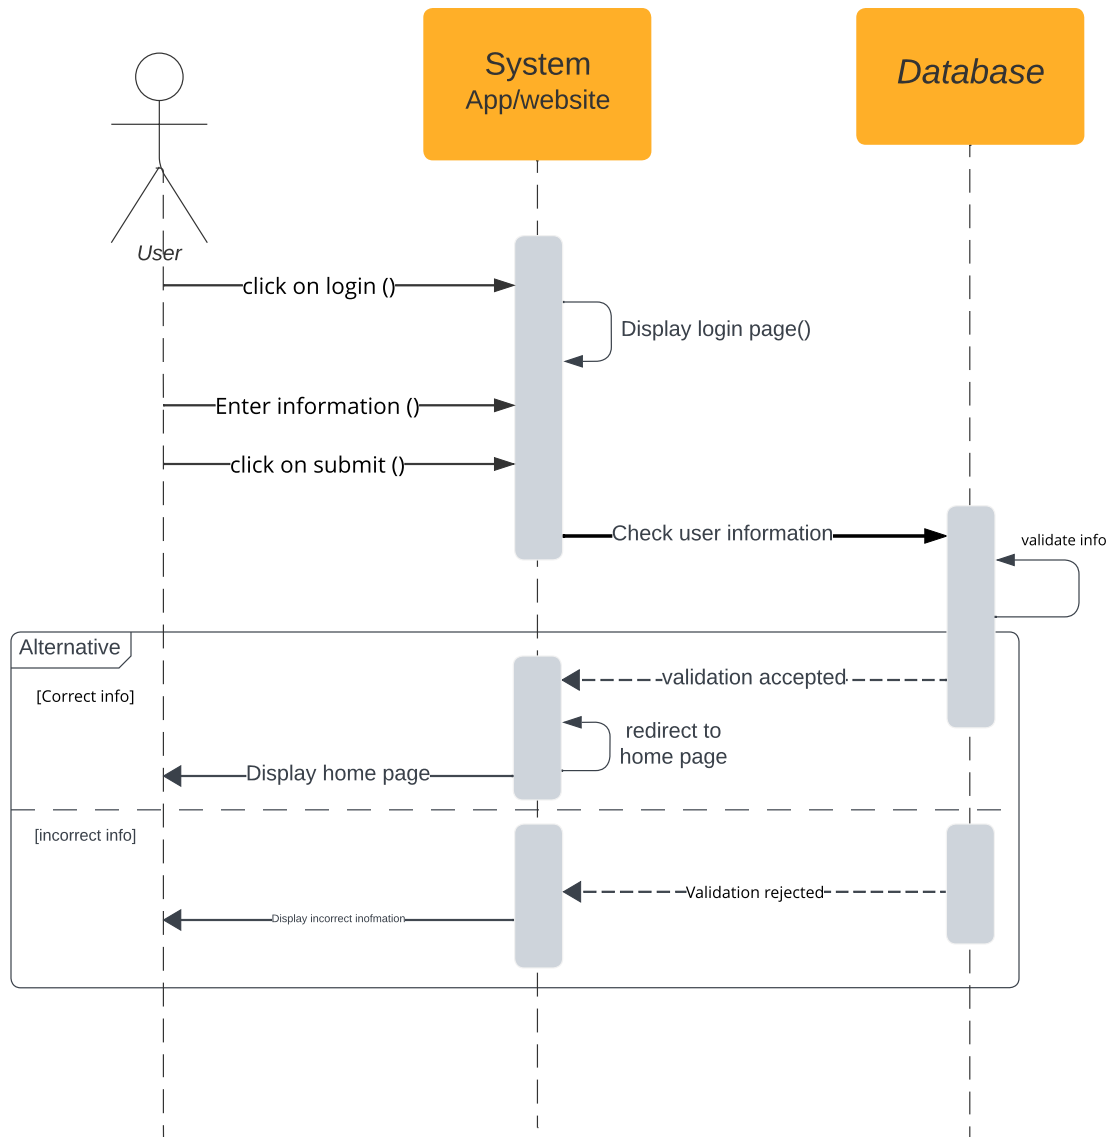 System
App/website
Database
User
click on login ()
Display login page()
Enter information ()
click on submit ()
Check user information
validate info
Alternative
[Correct info]
validation accepted
redirect to
home page
Display home page
[incorrect info]
Validation rejected
Display incorrect inofmation